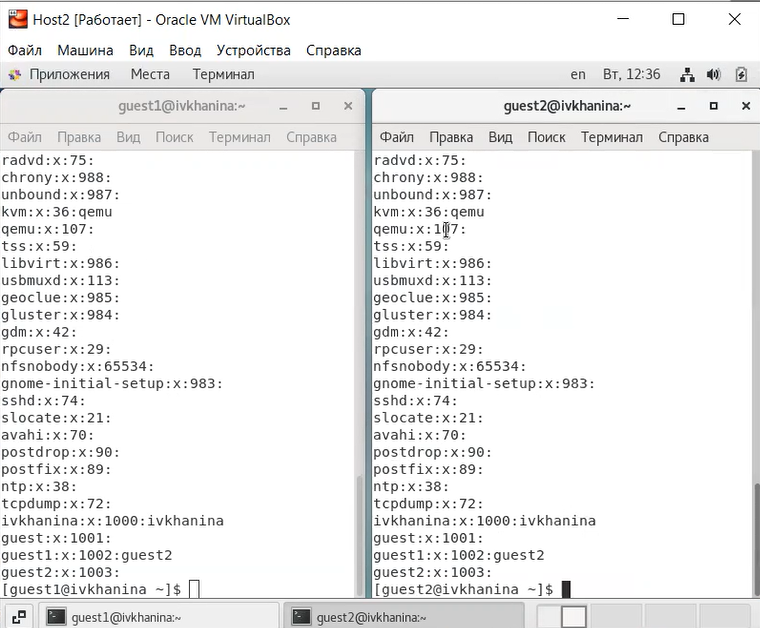 Host2 [Работает] - Oracle VM VirtualBox
Файл Машина Вид Ввод Устройства Справка
Приложения Места Терминал en Вт, 12:36
guest1@ivkhanina:~
Файл Правка Вид Поиск Терминал Справка
radvd:x:75:
chrony:x:988:
unbound:x:987:
kvm:x:36:qemu
qemu:x:107:
tss:x:59:
libvirt:x:986:
usbmuxd:x:113:
geoclue:x:985:
gluster:x:984:
gdm:x:42:
rpcuser:x:29:
nfsnobody:x:65534:
gnome-initial-setup:x:983:
sshd:x:74:
slocate:x:21:
avahi:x:70:
postdrop:x:90:
postfix:x:89:
ntp:x:38:
tcpdump:x:72:
ivkhanina:x:1000:ivkhanina
guest:x:1001:
guest1:x:1002:guest2
guest2:x:1003:
[guest1@ivkhanina ~]$
guest2@ivkhanina:~
Файл Правка Вид Поиск Терминал Справка
radvd:x:75:
chrony:x:988:
unbound:x:987:
kvm:x:36:qemu
qemu:x:107:
tss:x:59:
libvirt:x:986:
usbmuxd:x:113:
geoclue:x:985:
gluster:x:984:
gdm:x:42:
rpcuser:x:29:
nfsnobody:x:65534:
gnome-initial-setup:x:983:
sshd:x:74:
slocate:x:21:
avahi:x:70:
postdrop:x:90:
postfix:x:89:
ntp:x:38:
tcpdump:x:72:
ivkhanina:x:1000:ivkhanina
guest:x:1001:
guest1:x:1002:guest2
guest2:x:1003:
[guest2@ivkhanina ~]$
guest1@ivkhanina:~ guest2@ivkhanina:~